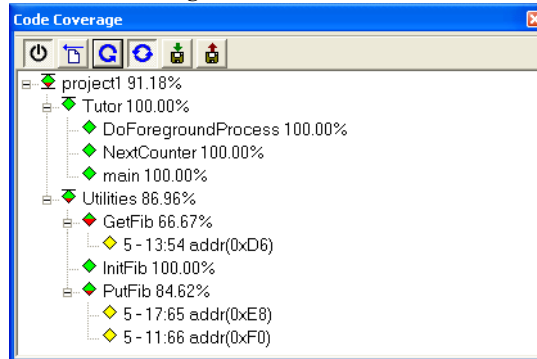 Code Coverage
project1 91.18%
Tutor 100.00%
DoForegroundProcess 100.00%
NextCounter 100.00%
main 100.00%
Utilities 86.96%
GetFib 66.67%
5 - 13:54 addr(0xD6)
InitFib 100.00%
PutFib 84.62%
5 - 17:65 addr(0xE8)
5 - 11:66 addr(0xF0)